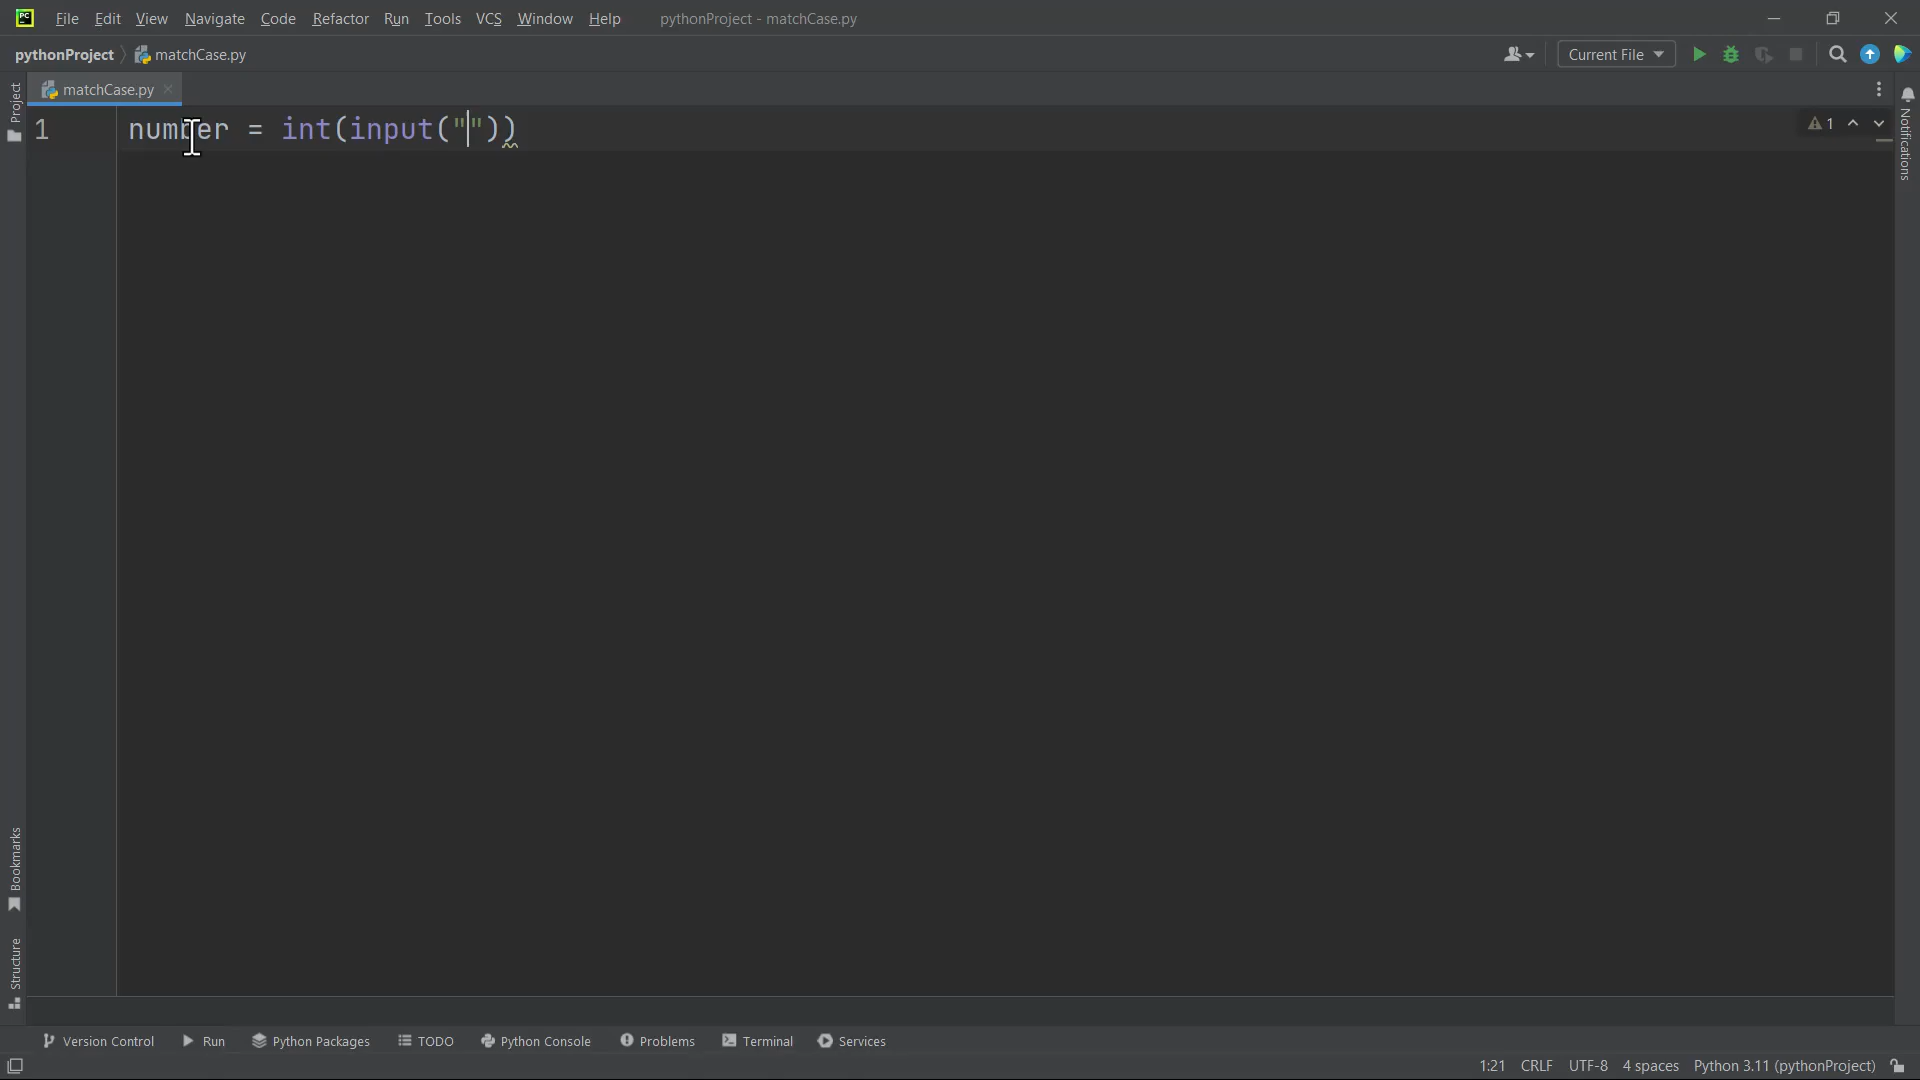 PC File Edit View Navigate Code Refactor Run Tools VCS Window Help pythonProject - matchCase.py
pythonProject matchCase.py Current File
Project matchCase.py Notifications
1 number = int(input("")) 1
Bookmarks
Structure
Version Control Run Python Packages TODO Python Console Problems Terminal Services
1:21 CRLF UTF-8 4 spaces Python 3.11 (pythonProject)